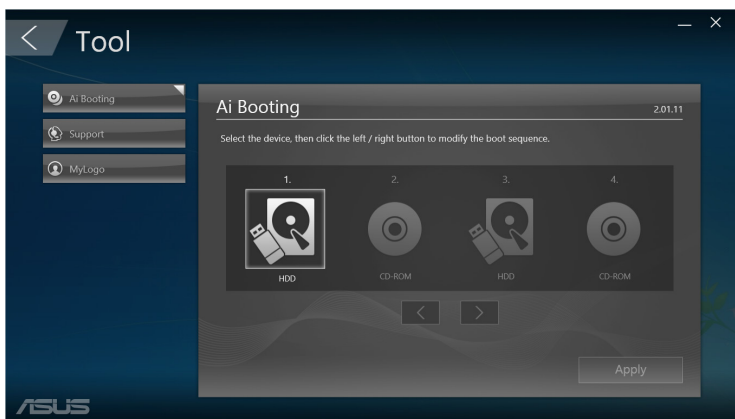 Tool
Ai Booting
Support
MyLogo
Ai Booting 2.01.11
Select the device, then click the left / right button to modify the boot sequence.
1. 2. 3. 4.
HDD CD-ROM HDD CD-ROM
Apply
ASUS